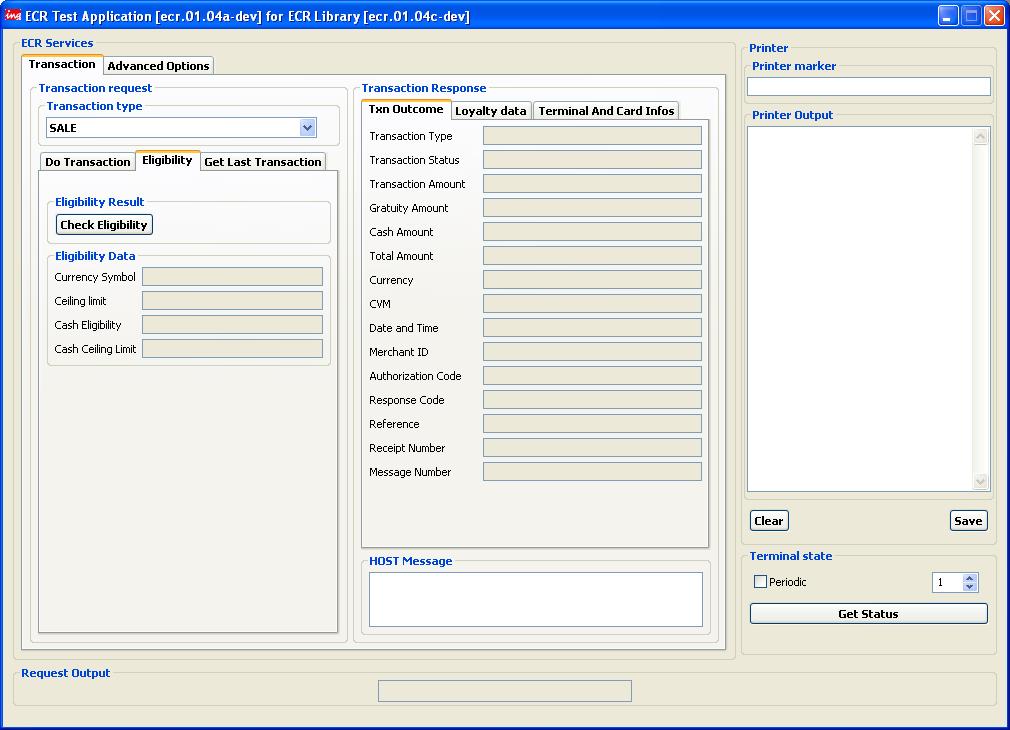 ing ECR Test Application [ecr.01.04a-dev] for ECR Library [ecr.01.04c-dev]
ECR Services
Transaction Advanced Options
Transaction request
Transaction type
SALE
Do Transaction Eligibility Get Last Transaction
Eligibility Result
Check Eligibility
Eligibility Data
Currency Symbol
Ceiling limit
Cash Eligibility
Cash Ceiling Limit
Transaction Response
Txn Outcome Loyalty data Terminal And Card Infos
Transaction Type
Transaction Status
Transaction Amount
Gratuity Amount
Cash Amount
Total Amount
Currency
CVM
Date and Time
Merchant ID
Authorization Code
Response Code
Reference
Receipt Number
Message Number
HOST Message
Printer
Printer marker
Printer Output
Clear Save
Terminal state
Periodic 1
Get Status
Request Output